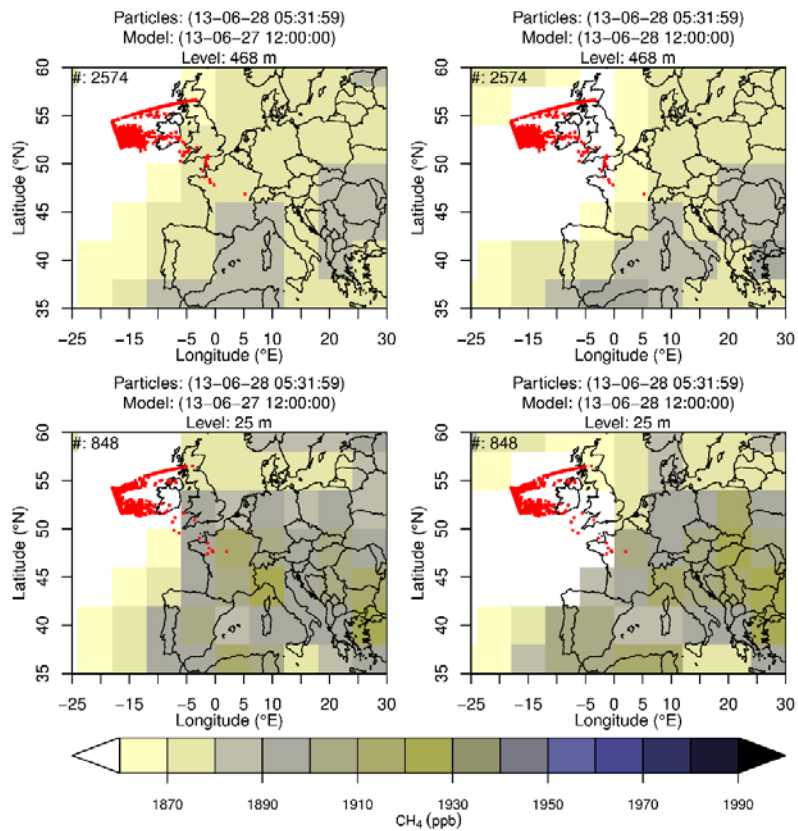 Particles: (13−06−28 05:31:59)
Model: (13−06−27 12:00:00)
Level: 468 m
#: 2574
60
55
50
45
40
35
Latitude (°N)
−25 −15 −5 0 5 10 20 30
Longitude (°E)
Particles: (13−06−28 05:31:59)
Model: (13−06−28 12:00:00)
Level: 468 m
#: 2574
60
55
50
45
40
35
Latitude (°N)
−25 −15 −5 0 5 10 20 30
Longitude (°E)
Particles: (13−06−28 05:31:59)
Model: (13−06−27 12:00:00)
Level: 25 m
#: 848
60
55
50
45
40
35
Latitude (°N)
−25 −15 −5 0 5 10 20 30
Longitude (°E)
Particles: (13−06−28 05:31:59)
Model: (13−06−28 12:00:00)
Level: 25 m
#: 848
60
55
50
45
40
35
Latitude (°N)
−25 −15 −5 0 5 10 20 30
Longitude (°E)
1870 1890 1910 1930 1950 1970 1990
CH₄ (ppb)